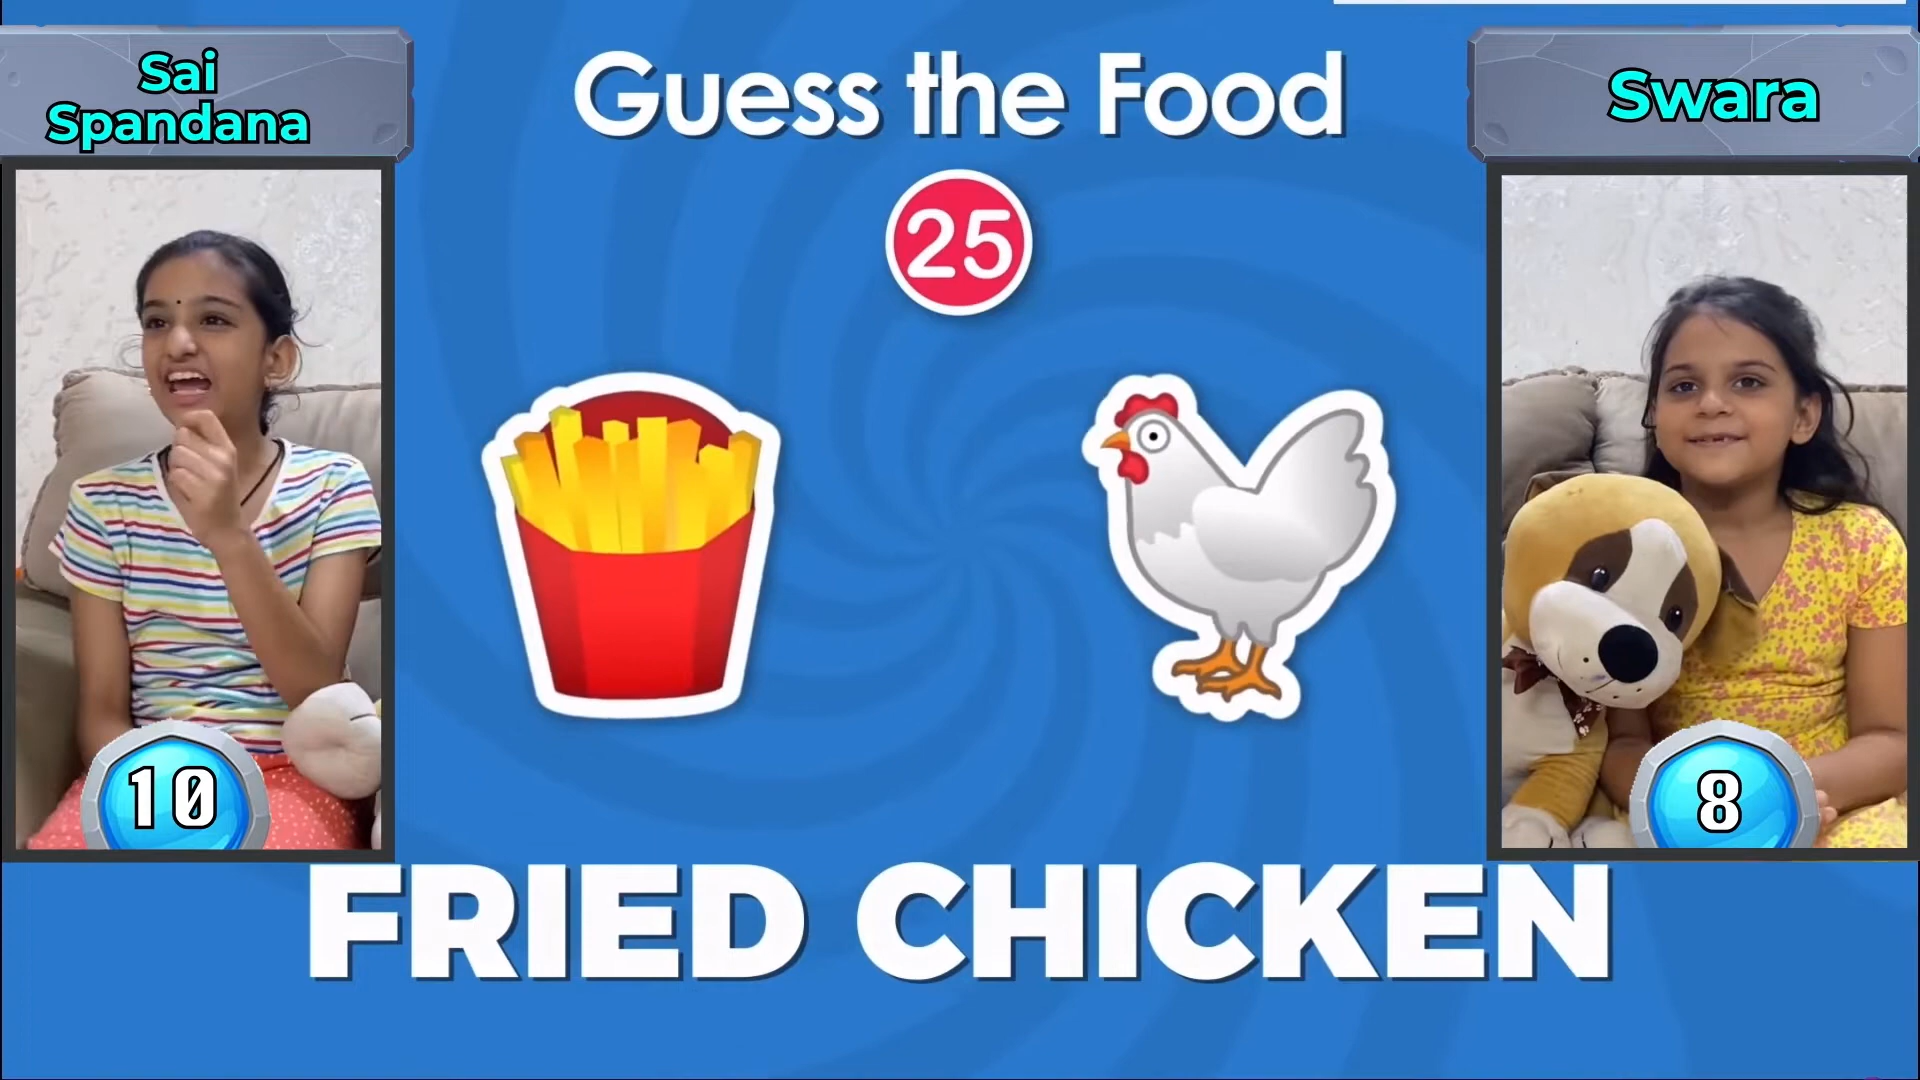 Sai
Spandana
Guess the Food
Swara
25
10
8
FRIED CHICKEN